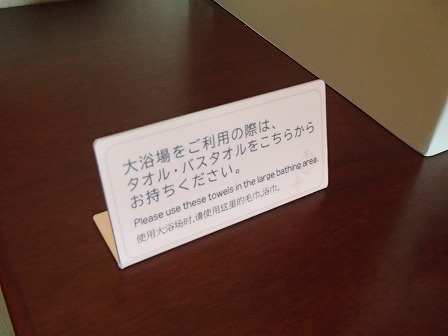 大浴場をご利用の際は、
タオル・バスタオルをこちらから
お持ちください。
Please use these towels in the large bathing area.
使用大浴场时,请使用这里的毛巾,浴巾。